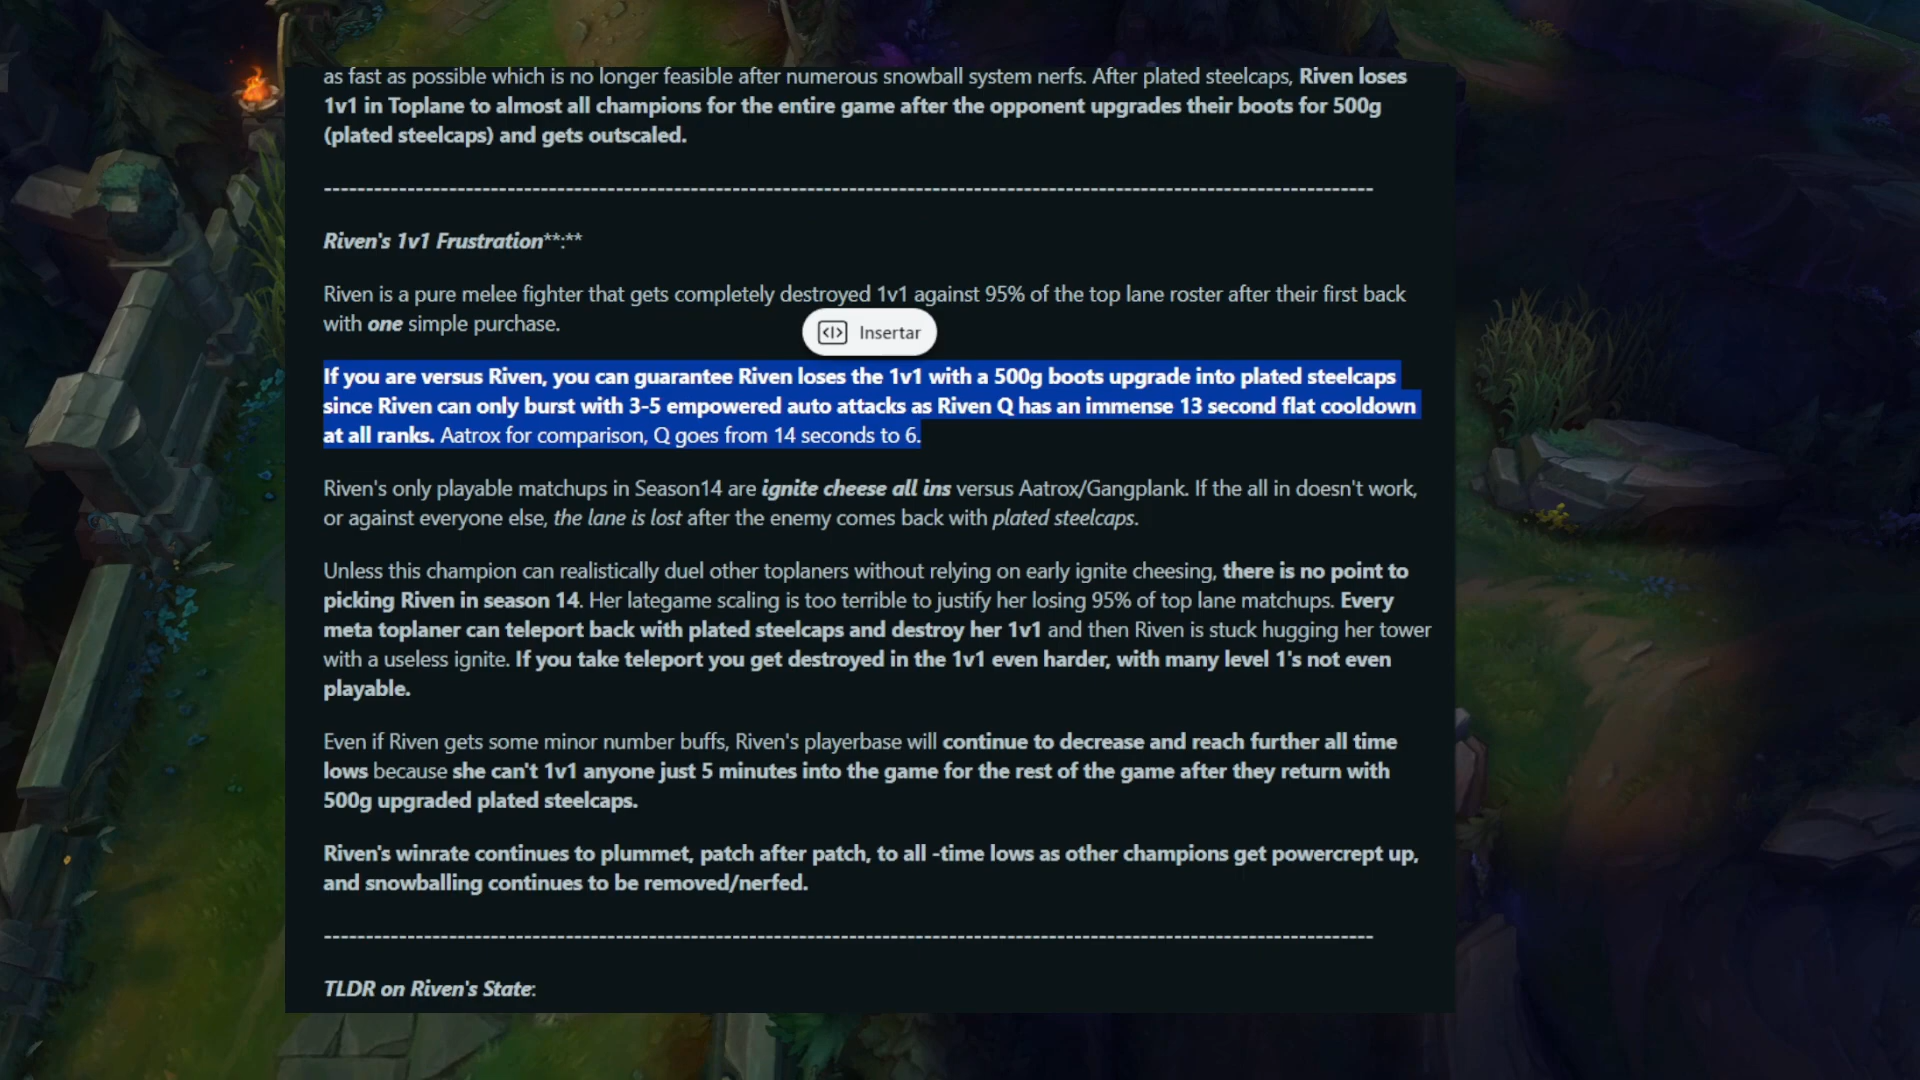 as fast as possible which is no longer feasible after numerous snowball system nerfs. After plated steelcaps, Riven loses
1v1 in Toplane to almost all champions for the entire game after the opponent upgrades their boots for 500g
(plated steelcaps) and gets outscaled.
------------------------------------------------------------------------------------------------------------------------------
Riven's 1v1 Frustration**:**
Riven is a pure melee fighter that gets completely destroyed 1v1 against 95% of the top lane roster after their first back
with one simple purchase.
Insertar
If you are versus Riven, you can guarantee Riven loses the 1v1 with a 500g boots upgrade into plated steelcaps
since Riven can only burst with 3-5 empowered auto attacks as Riven Q has an immense 13 second flat cooldown
at all ranks. Aatrox for comparison, Q goes from 14 seconds to 6.
Riven's only playable matchups in Season14 are ignite cheese all ins versus Aatrox/Gangplank. If the all in doesn't work,
or against everyone else, the lane is lost after the enemy comes back with plated steelcaps.
Unless this champion can realistically duel other toplaners without relying on early ignite cheesing, there is no point to
picking Riven in season 14. Her lategame scaling is too terrible to justify her losing 95% of top lane matchups. Every
meta toplaner can teleport back with plated steelcaps and destroy her 1v1 and then Riven is stuck hugging her tower
with a useless ignite. If you take teleport you get destroyed in the 1v1 even harder, with many level 1's not even
playable.
Even if Riven gets some minor number buffs, Riven's playerbase will continue to decrease and reach further all time
lows because she can't 1v1 anyone just 5 minutes into the game for the rest of the game after they return with
500g upgraded plated steelcaps.
Riven's winrate continues to plummet, patch after patch, to all -time lows as other champions get powercrept up,
and snowballing continues to be removed/nerfed.
------------------------------------------------------------------------------------------------------------------------------
TLDR on Riven's State: